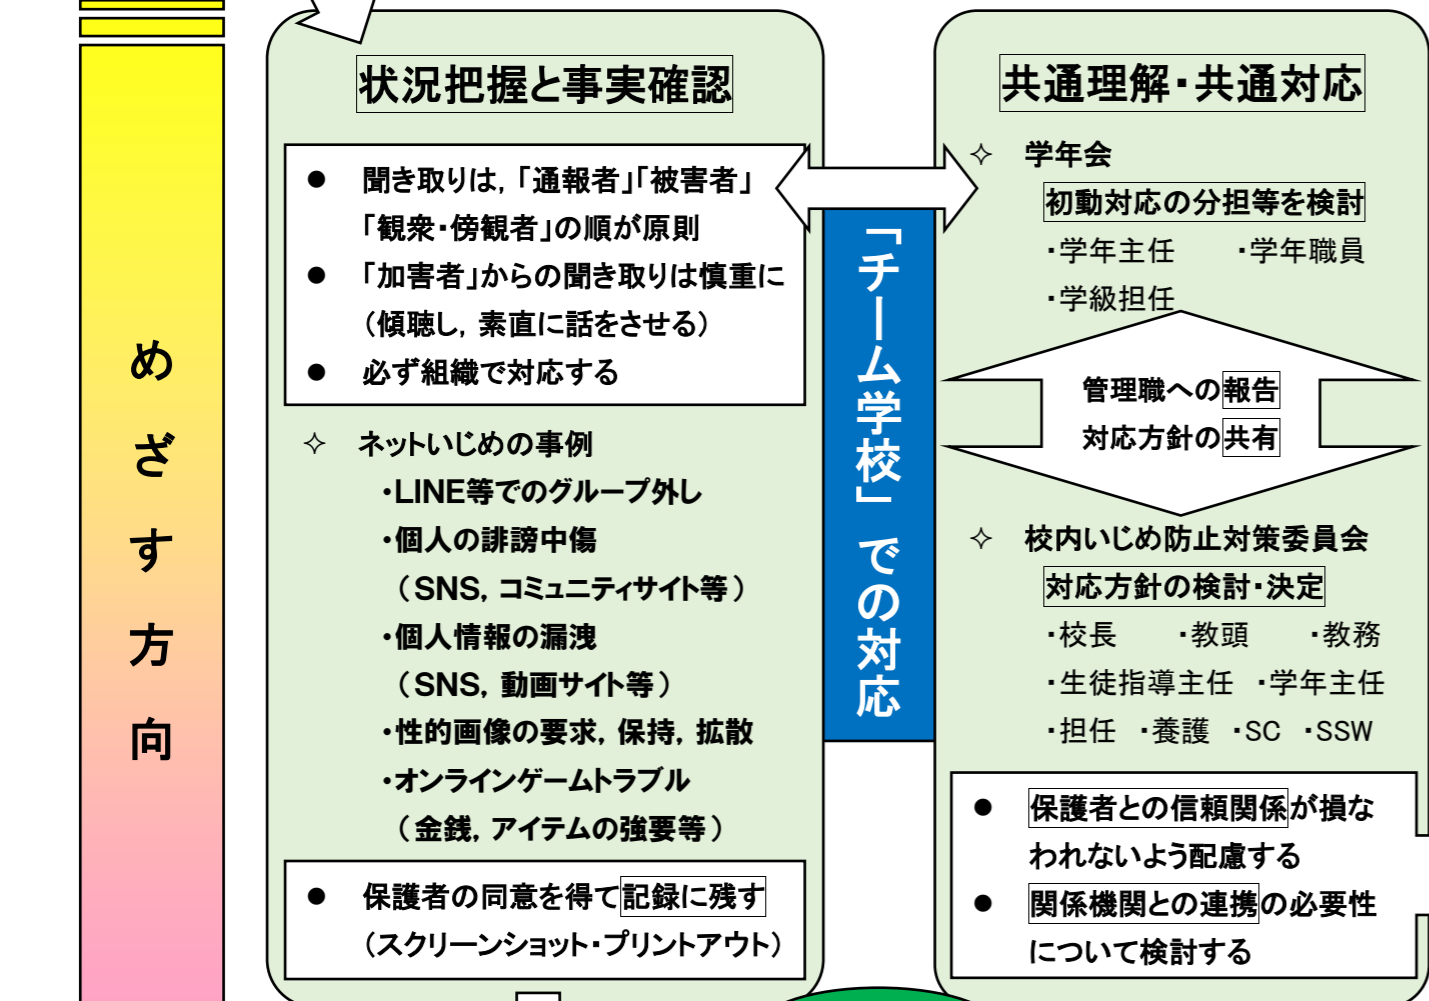 めざす方向
状況把握と事実確認
● 聞き取りは,「通報者」「被害者」
「観衆・傍観者」の順が原則
● 「加害者」からの聞き取りは慎重に
(傾聴し,素直に話をさせる)
● 必ず組織で対応する
✧ ネットいじめの事例
・LINE等でのグループ外し
・個人の誹謗中傷
(SNS,コミュニティサイト等)
・個人情報の漏洩
(SNS,動画サイト等)
・性的画像の要求,保持,拡散
・オンラインゲームトラブル
(金銭,アイテムの強要等)
● 保護者の同意を得て記録に残す
(スクリーンショット・プリントアウト)
「チーム学校」での対応
共通理解・共通対応
✧ 学年会
初動対応の分担等を検討
・学年主任 ・学年職員
・学級担任
管理職への報告
対応方針の共有
✧ 校内いじめ防止対策委員会
対応方針の検討・決定
・校長 ・教頭 ・教務
・生徒指導主任 ・学年主任
・担任 ・養護 ・SC ・SSW
● 保護者との信頼関係が損な
われないよう配慮する
● 関係機関との連携の必要性
について検討する